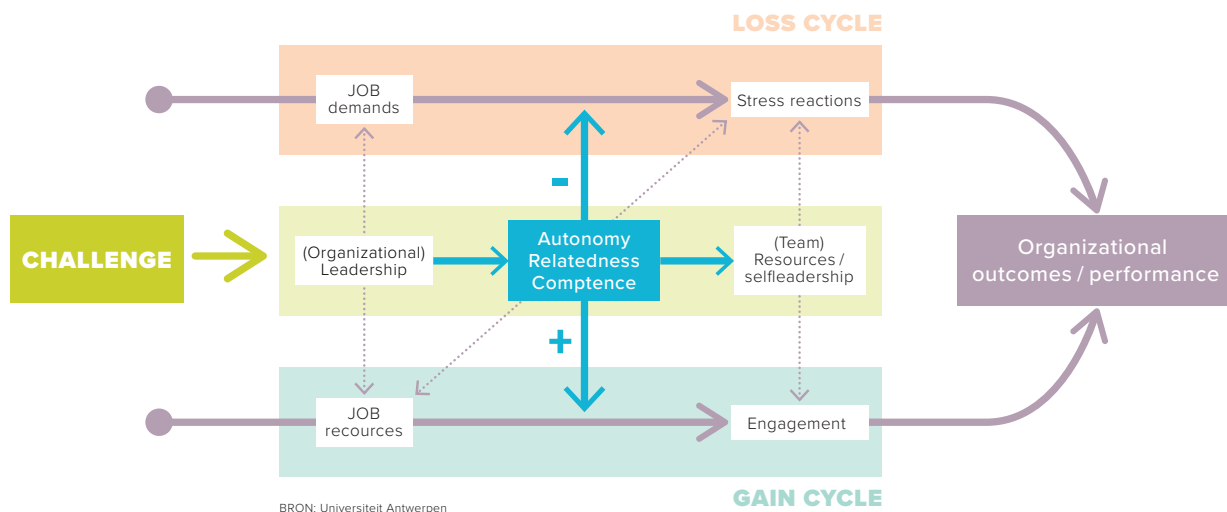 LOSS CYCLE
JOB
demands
Stress reactions
-
CHALLENGE
(Organizational)
Leadership
Autonomy
Relatedness
Comptence
(Team)
Resources /
selfleadership
Organizational
outcomes / performance
+
JOB
recources
Engagement
GAIN CYCLE
BRON: Universiteit Antwerpen